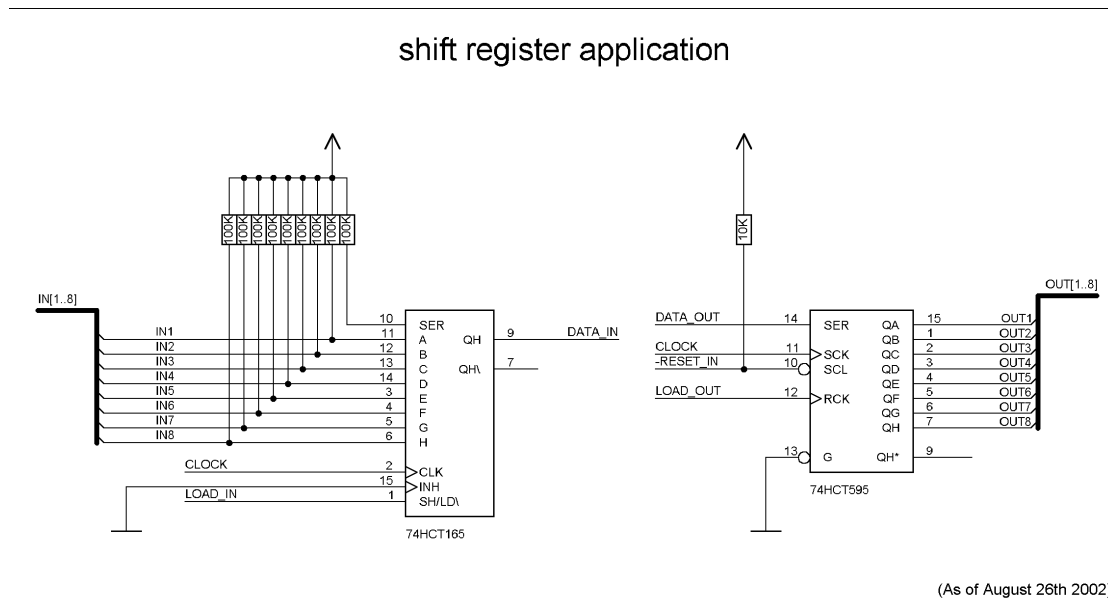 shift register application
100K 100K 100K 100K 100K 100K 100K 100K 100K
10K
IN[1..8]
OUT[1..8]
IN1
IN2
IN3
IN4
IN5
IN6
IN7
IN8
CLOCK
LOAD_IN
10 SER
11 A
12 B
13 C
14 D
3 E
4 F
5 G
6 H
2 CLK
15 INH
1 SH/LD\
QH 9 DATA_IN
QH\ 7
74HCT165
DATA_OUT 14 SER
CLOCK 11 SCK
-RESET_IN 10 SCL
LOAD_OUT 12 RCK
13 G
QA 15 OUT1
QB 1 OUT2
QC 2 OUT3
QD 3 OUT4
QE 4 OUT5
QF 5 OUT6
QG 6 OUT7
QH 7 OUT8
QH* 9
74HCT595
(As of August 26th 2002)